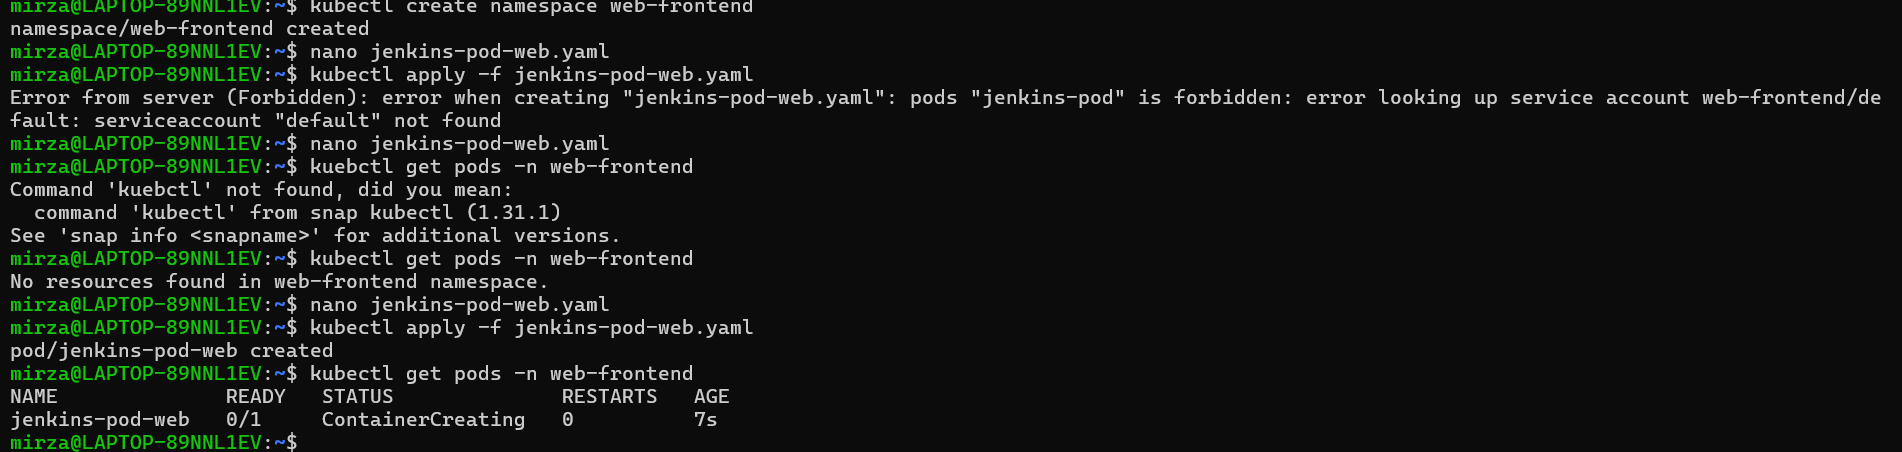 mirza@LAPTOP-89NNL1EV:~$ kubectl create namespace web-frontend
namespace/web-frontend created
mirza@LAPTOP-89NNL1EV:~$ nano jenkins-pod-web.yaml
mirza@LAPTOP-89NNL1EV:~$ kubectl apply -f jenkins-pod-web.yaml
Error from server (Forbidden): error when creating "jenkins-pod-web.yaml": pods "jenkins-pod" is forbidden: error looking up service account web-frontend/de
fault: serviceaccount "default" not found
mirza@LAPTOP-89NNL1EV:~$ nano jenkins-pod-web.yaml
mirza@LAPTOP-89NNL1EV:~$ kuebctl get pods -n web-frontend
Command 'kuebctl' not found, did you mean:
  command 'kubectl' from snap kubectl (1.31.1)
See 'snap info <snapname>' for additional versions.
mirza@LAPTOP-89NNL1EV:~$ kubectl get pods -n web-frontend
No resources found in web-frontend namespace.
mirza@LAPTOP-89NNL1EV:~$ nano jenkins-pod-web.yaml
mirza@LAPTOP-89NNL1EV:~$ kubectl apply -f jenkins-pod-web.yaml
pod/jenkins-pod-web created
mirza@LAPTOP-89NNL1EV:~$ kubectl get pods -n web-frontend
NAME              READY   STATUS              RESTARTS   AGE
jenkins-pod-web   0/1     ContainerCreating   0          7s
mirza@LAPTOP-89NNL1EV:~$